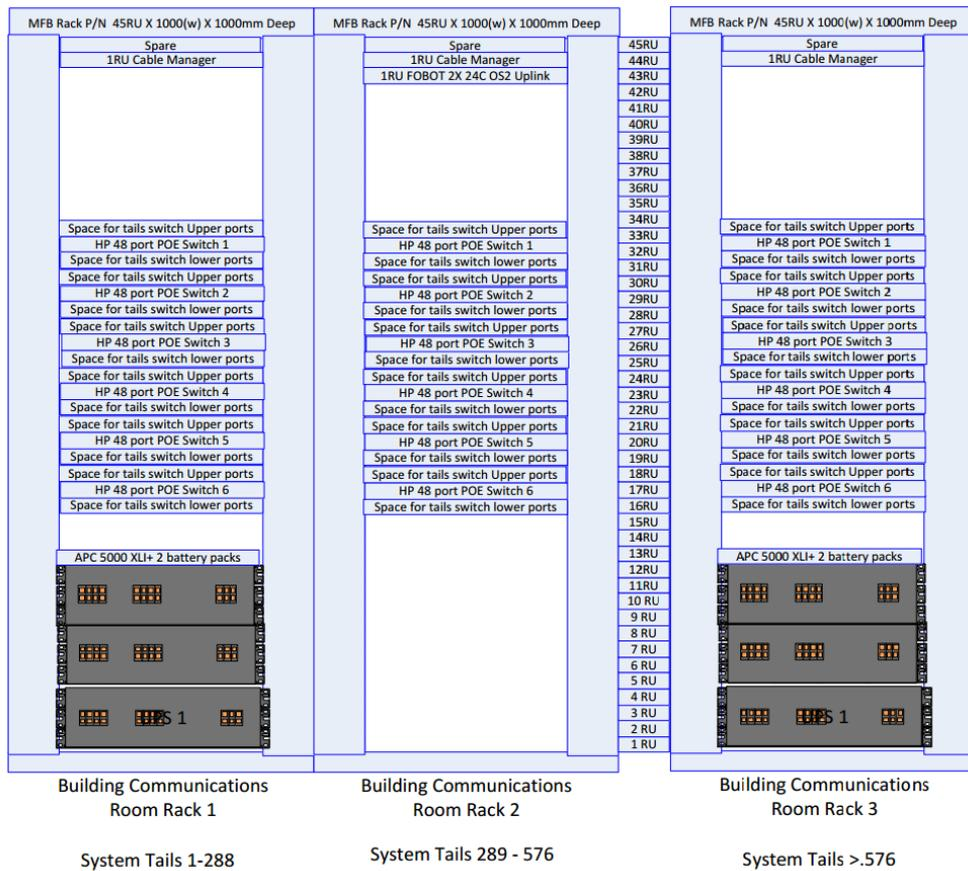 MFB Rack P/N 45RU X 1000(w) X 1000mm Deep
Spare
1RU Cable Manager
Space for tails switch Upper ports
HP 48 port POE Switch 1
Space for tails switch lower ports
Space for tails switch Upper ports
HP 48 port POE Switch 2
Space for tails switch lower ports
Space for tails switch Upper ports
HP 48 port POE Switch 3
Space for tails switch lower ports
Space for tails switch Upper ports
HP 48 port POE Switch 4
Space for tails switch lower ports
Space for tails switch Upper ports
HP 48 port POE Switch 5
Space for tails switch lower ports
Space for tails switch Upper ports
HP 48 port POE Switch 6
Space for tails switch lower ports
APC 5000 XLI+ 2 battery packs
UPS 1
Building Communications
Room Rack 1
System Tails 1-288
MFB Rack P/N 45RU X 1000(w) X 1000mm Deep
Spare
1RU Cable Manager
1RU FOBOT 2X 24C OS2 Uplink
Space for tails switch Upper ports
HP 48 port POE Switch 1
Space for tails switch lower ports
Space for tails switch Upper ports
HP 48 port POE Switch 2
Space for tails switch lower ports
Space for tails switch Upper ports
HP 48 port POE Switch 3
Space for tails switch lower ports
Space for tails switch Upper ports
HP 48 port POE Switch 4
Space for tails switch lower ports
Space for tails switch Upper ports
HP 48 port POE Switch 5
Space for tails switch lower ports
Space for tails switch Upper ports
HP 48 port POE Switch 6
Space for tails switch lower ports
Building Communications
Room Rack 2
System Tails 289 - 576
45RU
44RU
43RU
42RU
41RU
40RU
39RU
38RU
37RU
36RU
35RU
34RU
33RU
32RU
31RU
30RU
29RU
28RU
27RU
26RU
25RU
24RU
23RU
22RU
21RU
20RU
19RU
18RU
17RU
16RU
15RU
14RU
13RU
12RU
11RU
10 RU
9 RU
8 RU
7 RU
6 RU
5 RU
4 RU
3 RU
2 RU
1 RU
MFB Rack P/N 45RU X 1000(w) X 1000mm Deep
Spare
1RU Cable Manager
Space for tails switch Upper ports
HP 48 port POE Switch 1
Space for tails switch lower ports
Space for tails switch Upper ports
HP 48 port POE Switch 2
Space for tails switch lower ports
Space for tails switch Upper ports
HP 48 port POE Switch 3
Space for tails switch lower ports
Space for tails switch Upper ports
HP 48 port POE Switch 4
Space for tails switch lower ports
Space for tails switch Upper ports
HP 48 port POE Switch 5
Space for tails switch lower ports
Space for tails switch Upper ports
HP 48 port POE Switch 6
Space for tails switch lower ports
APC 5000 XLI+ 2 battery packs
UPS 1
Building Communications
Room Rack 3
System Tails >.576